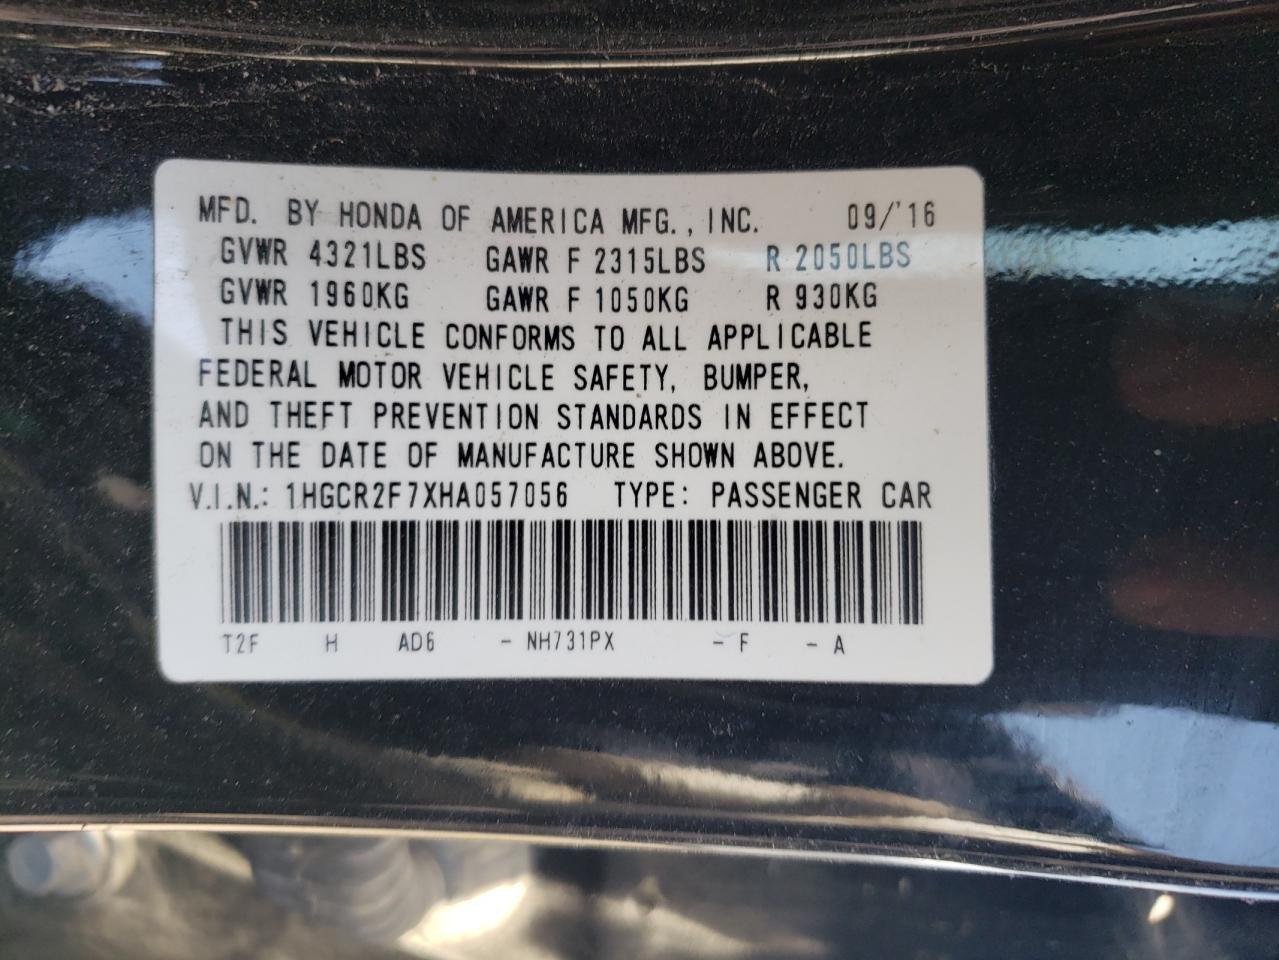 MFD. BY HONDA OF AMERICA MFG., INC. 09/'16
GVWR 4321LBS GAWR F 2315LBS R 2050LBS
GVWR 1960KG GAWR F 1050KG R 930KG
THIS VEHICLE CONFORMS TO ALL APPLICABLE
FEDERAL MOTOR VEHICLE SAFETY, BUMPER,
AND THEFT PREVENTION STANDARDS IN EFFECT
ON THE DATE OF MANUFACTURE SHOWN ABOVE.
V.I.N.: 1HGCR2F7XHA057056 TYPE: PASSENGER CAR
T2F H AD6 - NH731PX - F - A